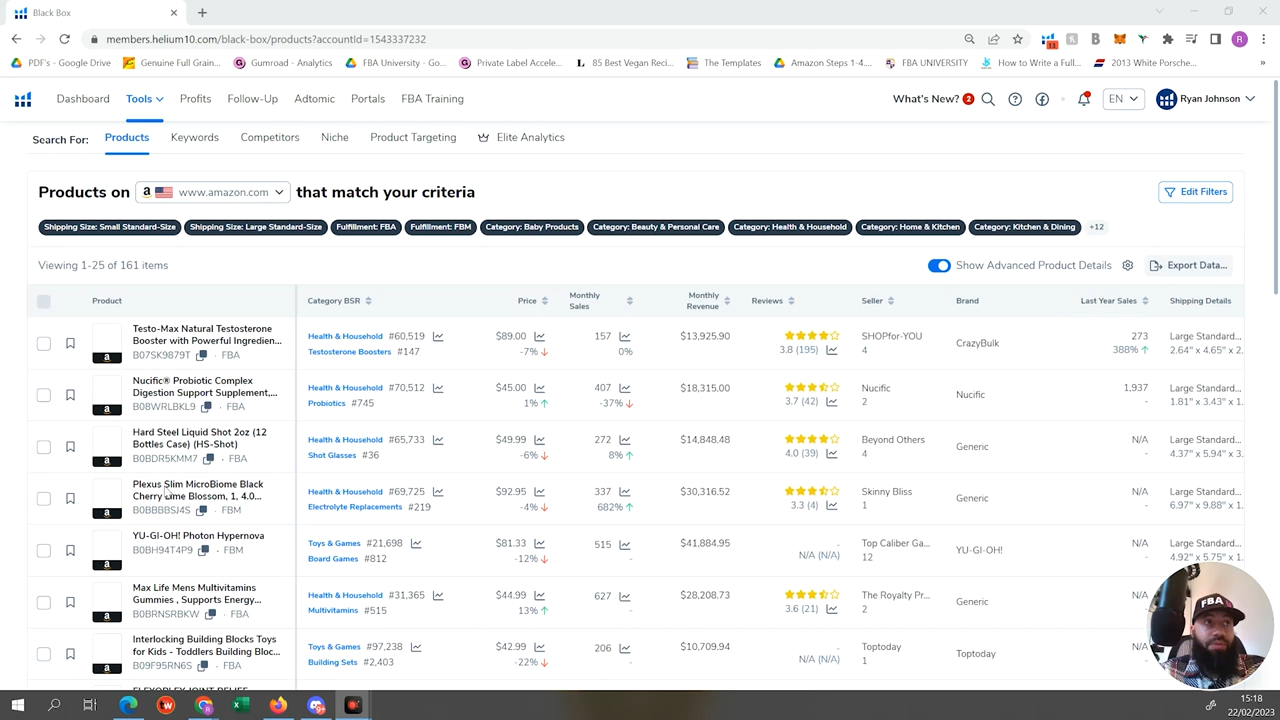 Black Box
members.helium10.com/black-box/products?accountId=1543337232
PDF's - Google Drive
Genuine Full Grain...
Gumroad - Analytics
FBA University - Go...
Private Label Accele...
85 Best Vegan Reci...
The Templates
Amazon Steps 1-4....
FBA UNIVERSITY
How to Write a Full...
2013 White Porsche...
Dashboard Tools Profits Follow-Up Adtomic Portals FBA Training
What's New? 2 EN Ryan Johnson
Search For: Products Keywords Competitors Niche Product Targeting Elite Analytics
Products on www.amazon.com that match your criteria
Edit Filters
Shipping Size: Small Standard-Size Shipping Size: Large Standard-Size Fulfillment: FBA Fulfillment: FBM Category: Baby Products Category: Beauty & Personal Care Category: Health & Household Category: Home & Kitchen Category: Kitchen & Dining +12
Viewing 1-25 of 161 items
Show Advanced Product Details Export Data...
Product Category BSR Price Monthly Sales Monthly Revenue Reviews Seller Brand Last Year Sales Shipping Details
Testo-Max Natural Testosterone
Booster with Powerful Ingredien...
B07SK9879T · FBA
Health & Household #60,519
Testosterone Boosters #147
$89.00
-7%
157
0%
$13,925.90
3.8 (195)
SHOPfor-YOU
4
CrazyBulk
273
388%
Large Standard...
2.64" x 4.65" x 2.
Nucific® Probiotic Complex
Digestion Support Supplement,...
B08WRLBKL9 · FBA
Health & Household #70,512
Probiotics #745
$45.00
1%
407
-37%
$18,315.00
3.7 (42)
Nucific
2
Nucific
1,937
-
Large Standard...
1.81" x 3.43" x 1.
Hard Steel Liquid Shot 2oz (12
Bottles Case) (HS-Shot)
B0BDR5KMM7 · FBA
Health & Household #65,733
Shot Glasses #36
$49.99
-6%
272
8%
$14,848.48
4.0 (39)
Beyond Others
4
Generic
N/A
-
Large Standard...
4.37" x 5.94" x 
Plexus Slim MicroBiome Black
Cherry Lime Blossom, 1, 4.0...
B0BBBBSJ4S · FBM
Health & Household #69,725
Electrolyte Replacements #219
$92.95
-4%
337
682%
$30,316.52
3.3 (4)
Skinny Bliss
1
Generic
N/A
-
Large Standard...
6.97" x 9.88" x 
YU-GI-OH! Photon Hypernova
B0BH94T4P9 · FBM
Toys & Games #21,698
Board Games #812
$81.33
-12%
515
-
$41,884.95
-
N/A (N/A)
Top Caliber Ga...
12
YU-GI-OH!
N/A
-
Large Standard...
4.92" x 5.75" x 
Max Life Mens Multivitamins
Gummies , Supports Energy...
B0BRNSRBKW · FBA
Health & Household #31,365
Multivitamins #515
$44.99
13%
627
-
$28,208.73
3.6 (21)
The Royalty Pr...
2
Generic
Interlocking Building Blocks Toys
for Kids - Toddlers Building Bloc...
B09F95RN6S · FBA
Toys & Games #97,238
Building Sets #2,403
$42.99
-22%
206
-
$10,709.94
-
N/A (N/A)
Toptoday
1
Toptoday
FBA
15:18
22/02/2023